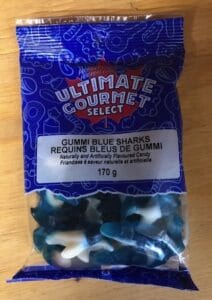 ULTIMATE
GOURMET
SELECT
GUMMI BLUE SHARKS
REQUINS BLEUS DE GUMMI
Naturally and Artificially Flavoured Candy
Friandises à saveur naturelle et artificielle
170 g